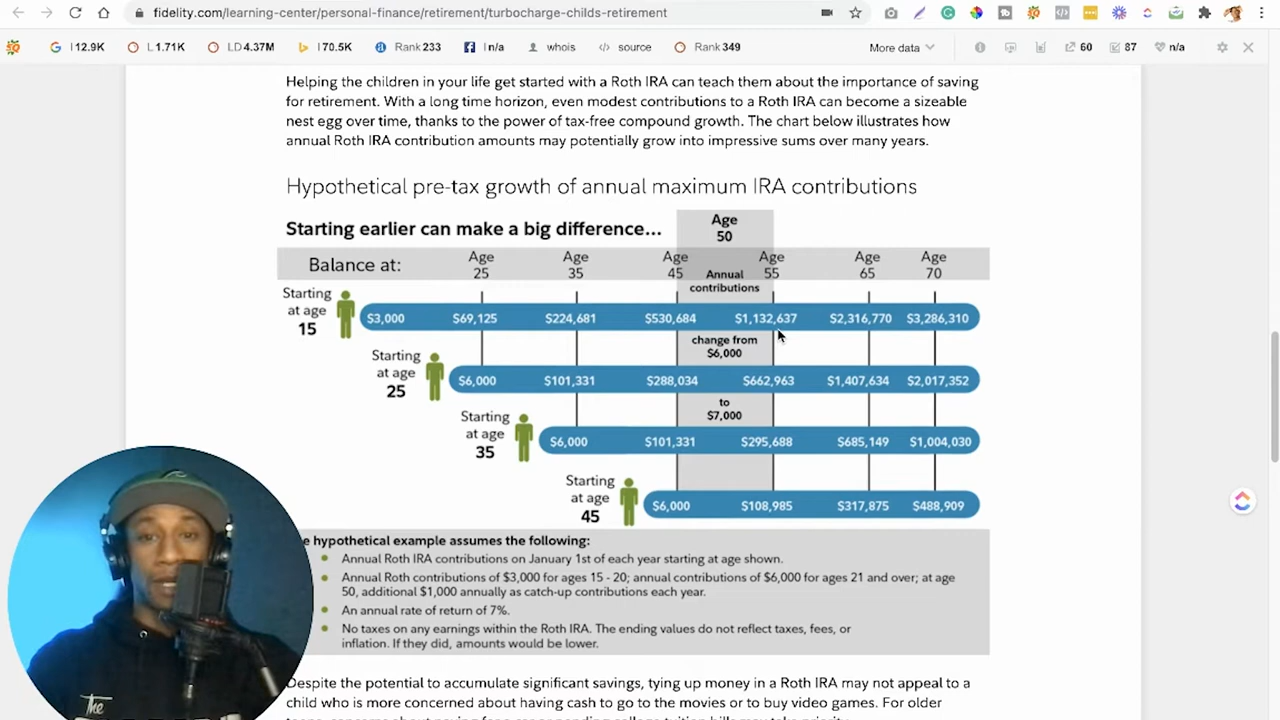 fidelity.com/learning-center/personal-finance/retirement/turbocharge-childs-retirement
I 12.9K L 1.71K LD 4.37M I 70.5K Rank 233 I n/a whois source Rank 349 More data 60 87 n/a
Helping the children in your life get started with a Roth IRA can teach them about the importance of saving
for retirement. With a long time horizon, even modest contributions to a Roth IRA can become a sizeable
nest egg over time, thanks to the power of tax-free compound growth. The chart below illustrates how
annual Roth IRA contribution amounts may potentially grow into impressive sums over many years.
Hypothetical pre-tax growth of annual maximum IRA contributions
Starting earlier can make a big difference...
Age
50
Balance at:
Age
25
Age
35
Age
45
Age
55
Age
65
Age
70
Annual
contributions
Starting
at age
15
$3,000 $69,125 $224,681 $530,684 $1,132,637 $2,316,770 $3,286,310
change from
$6,000
Starting
at age
25
$6,000 $101,331 $288,034 $662,963 $1,407,634 $2,017,352
to
$7,000
Starting
at age
35
$6,000 $101,331 $295,688 $685,149 $1,004,030
Starting
at age
45
$6,000 $108,985 $317,875 $488,909
hypothetical example assumes the following:
Annual Roth IRA contributions on January 1st of each year starting at age shown.
Annual Roth contributions of $3,000 for ages 15 - 20; annual contributions of $6,000 for ages 21 and over; at age
50, additional $1,000 annually as catch-up contributions each year.
An annual rate of return of 7%.
No taxes on any earnings within the Roth IRA. The ending values do not reflect taxes, fees, or
inflation. If they did, amounts would be lower.
Despite the potential to accumulate significant savings, tying up money in a Roth IRA may not appeal to a
child who is more concerned about having cash to go to the movies or to buy video games. For older
The